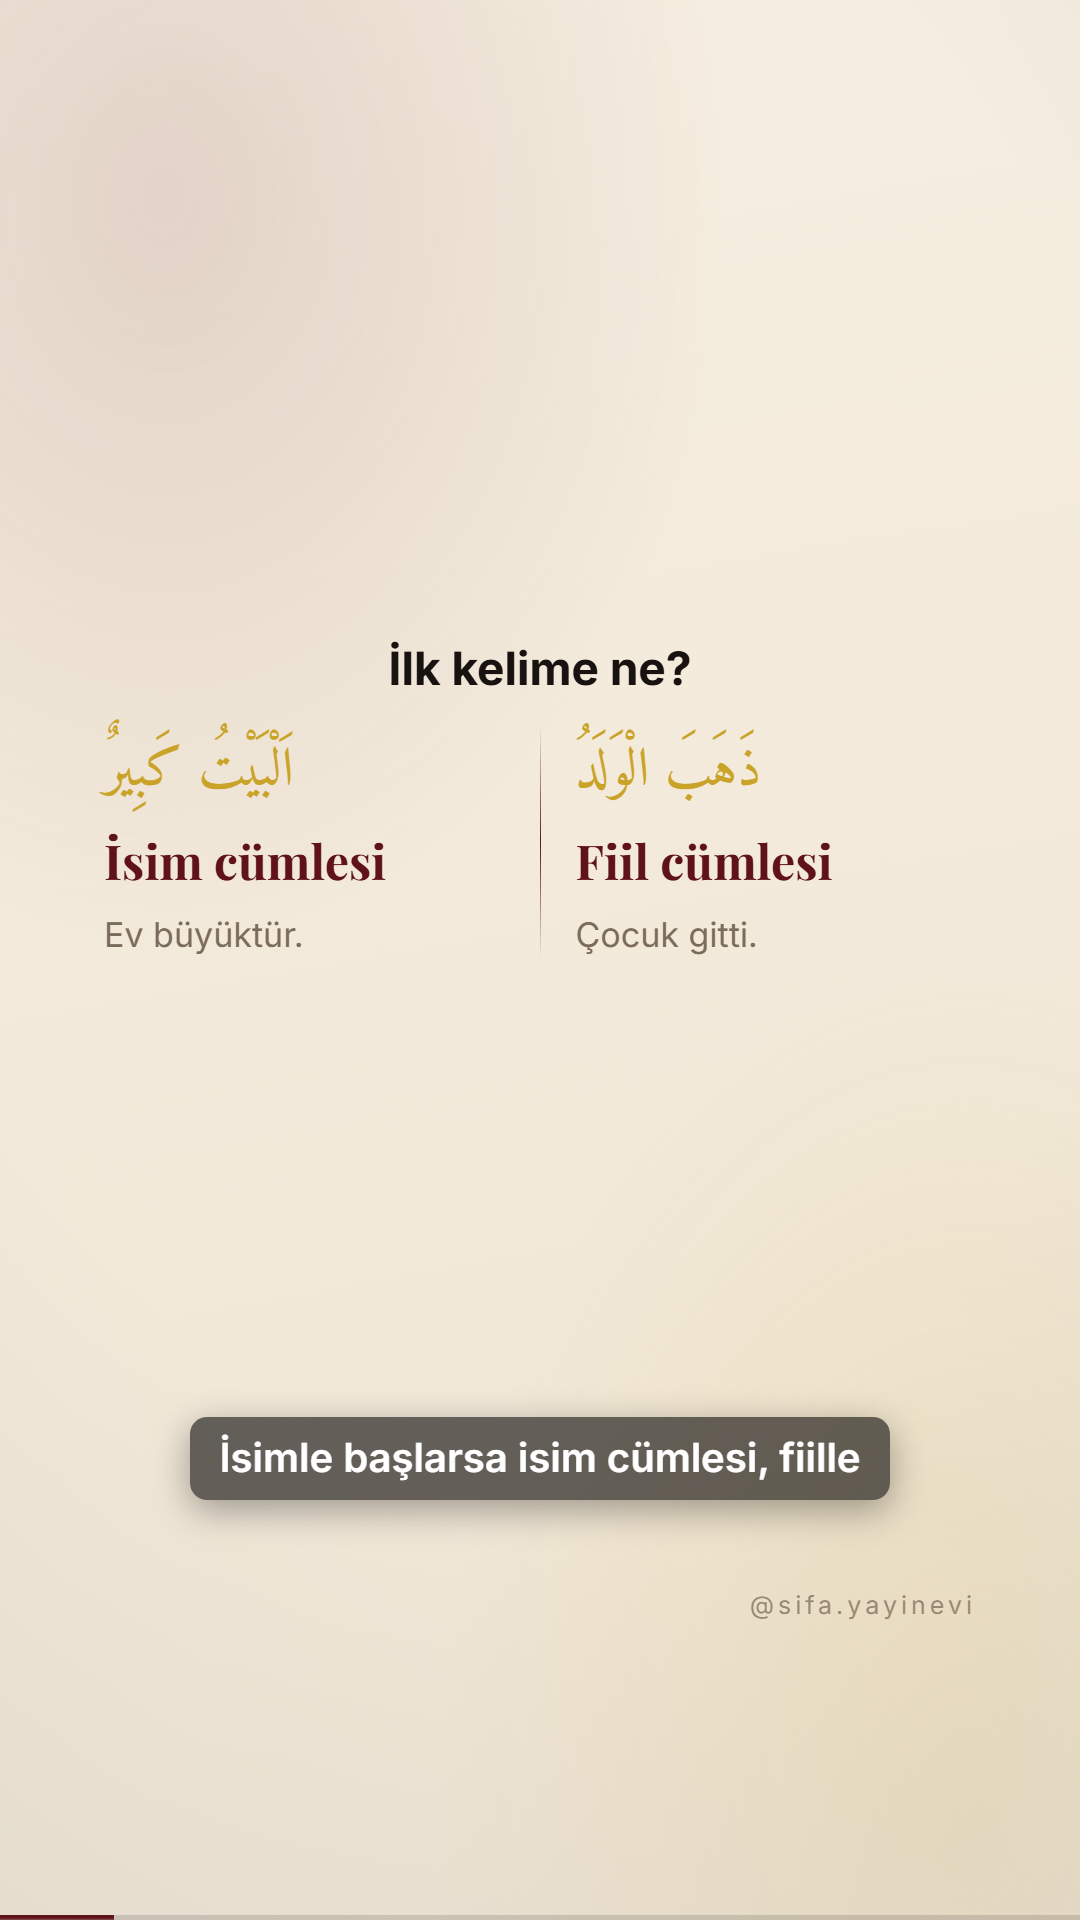 İlk kelime ne?
اَلْبَيْتُ كَبِيرٌ
İsim cümlesi
Ev büyüktür.
ذَهَبَ الْوَلَدُ
Fiil cümlesi
Çocuk gitti.
İsimle başlarsa isim cümlesi, fiille
@sifa.yayinevi